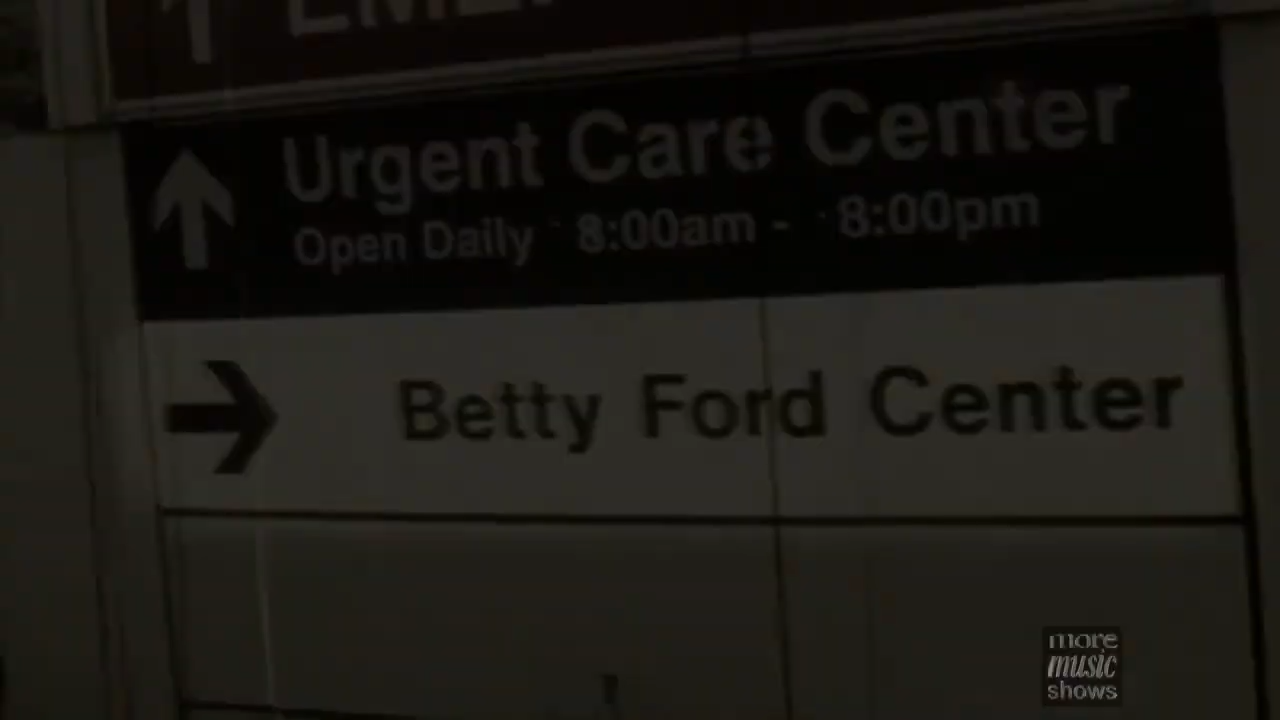 Urgent Care Center
Open Daily 8:00am - 8:00pm
Betty Ford Center
more
music
shows